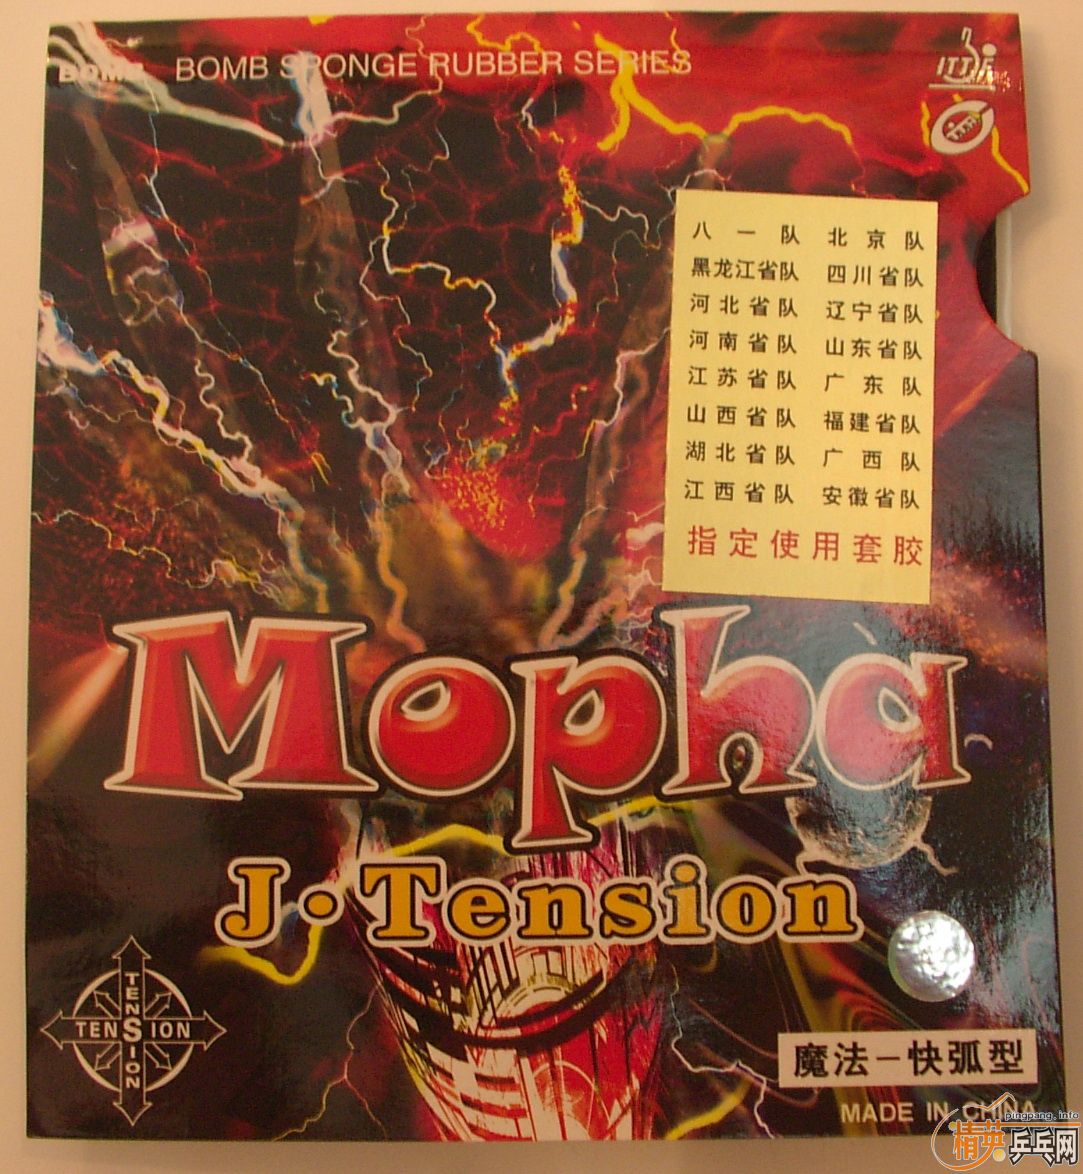 BOMB BOMB SPONGE RUBBER SERIES
ITTF
八一队 北京队
黑龙江省队 四川省队
河北省队 辽宁省队
河南省队 山东省队
江苏省队 广东队
山西省队 福建省队
湖北省队 广西队
江西省队 安徽省队
指定使用套胶
Mopha
J·Tension
TENSION
TENSION
魔法－快弧型
MADE IN CHINA
pingpang.info
精英乒乓网